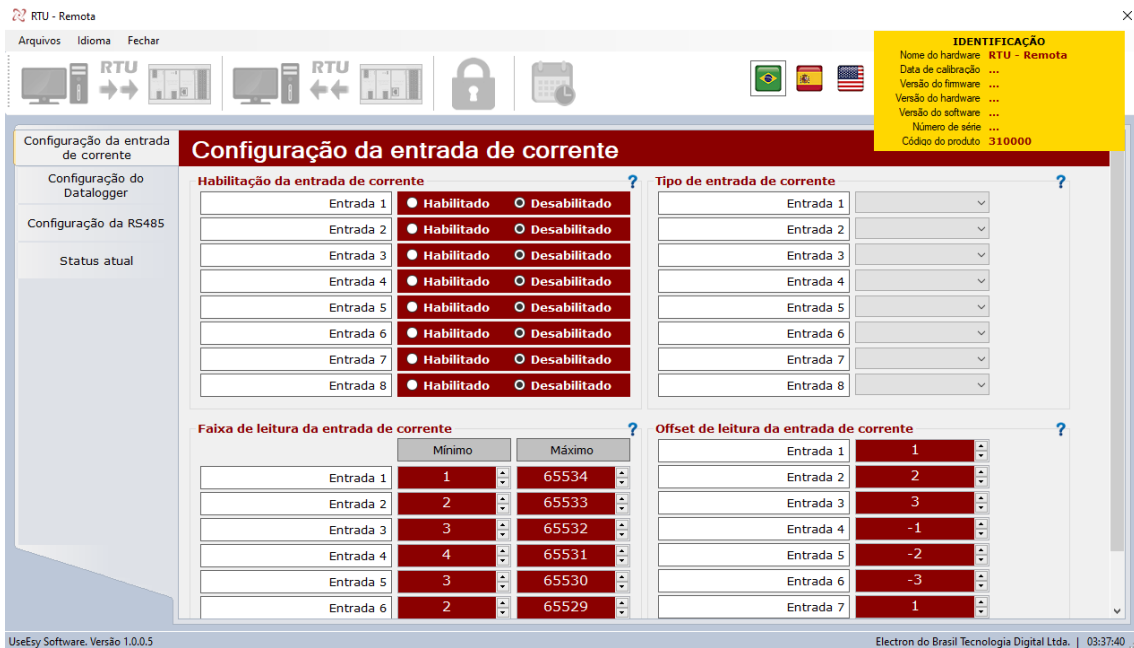 RTU - Remota
Arquivos Idioma Fechar
RTU
RTU
IDENTIFICAÇÃO
Nome do hardware RTU - Remota
Data de calibração ...
Versão do firmware ...
Versão do hardware ...
Versão do software ...
Número de série ...
Código do produto 310000
Configuração da entrada
de corrente
Configuração do
Datalogger
Configuração da RS485
Status atual
Configuração da entrada de corrente
Habilitação da entrada de corrente ?
Entrada 1 Habilitado Desabilitado
Entrada 2 Habilitado Desabilitado
Entrada 3 Habilitado Desabilitado
Entrada 4 Habilitado Desabilitado
Entrada 5 Habilitado Desabilitado
Entrada 6 Habilitado Desabilitado
Entrada 7 Habilitado Desabilitado
Entrada 8 Habilitado Desabilitado
Tipo de entrada de corrente ?
Entrada 1
Entrada 2
Entrada 3
Entrada 4
Entrada 5
Entrada 6
Entrada 7
Entrada 8
Faixa de leitura da entrada de corrente ?
Mínimo Máximo
Entrada 1 1 65534
Entrada 2 2 65533
Entrada 3 3 65532
Entrada 4 4 65531
Entrada 5 3 65530
Entrada 6 2 65529
Offset de leitura da entrada de corrente ?
Entrada 1 1
Entrada 2 2
Entrada 3 3
Entrada 4 -1
Entrada 5 -2
Entrada 6 -3
Entrada 7 1
UseEsy Software. Versão 1.0.0.5
Electron do Brasil Tecnologia Digital Ltda. | 03:37:40